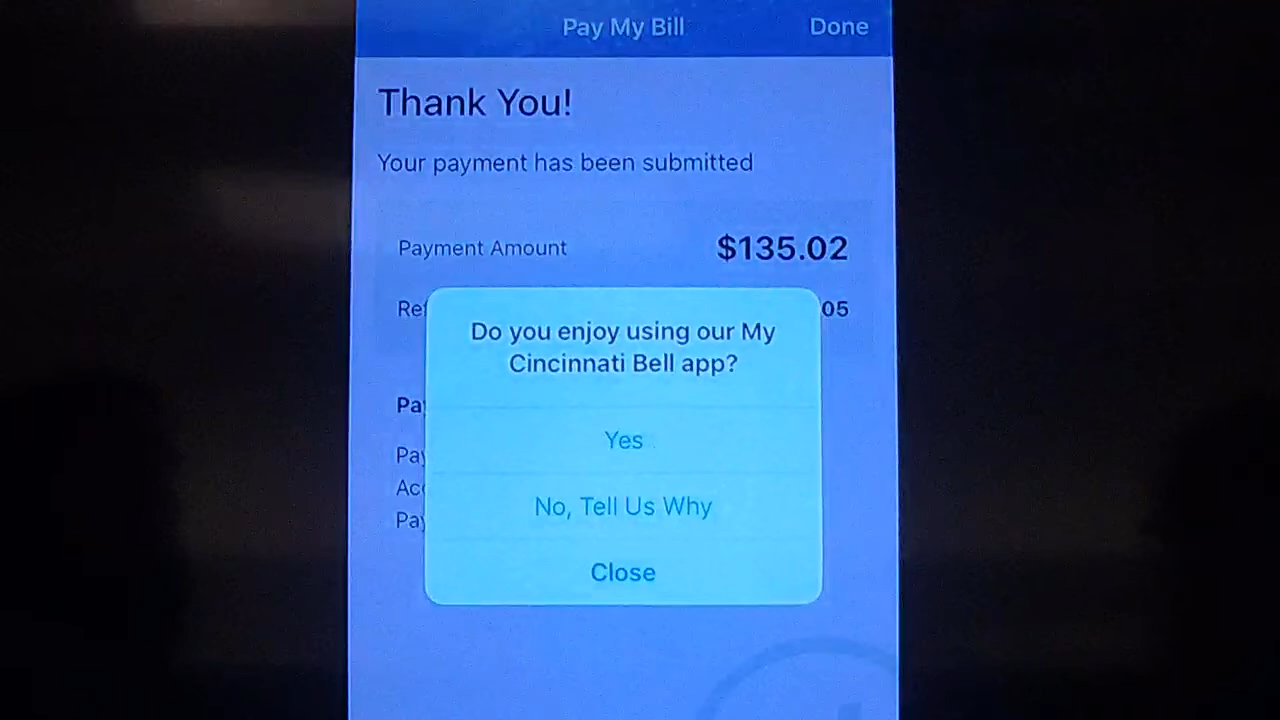 Pay My Bill Done
Thank You!
Your payment has been submitted
Payment Amount $135.02
05
Do you enjoy using our My
Cincinnati Bell app?
Yes
No, Tell Us Why
Close